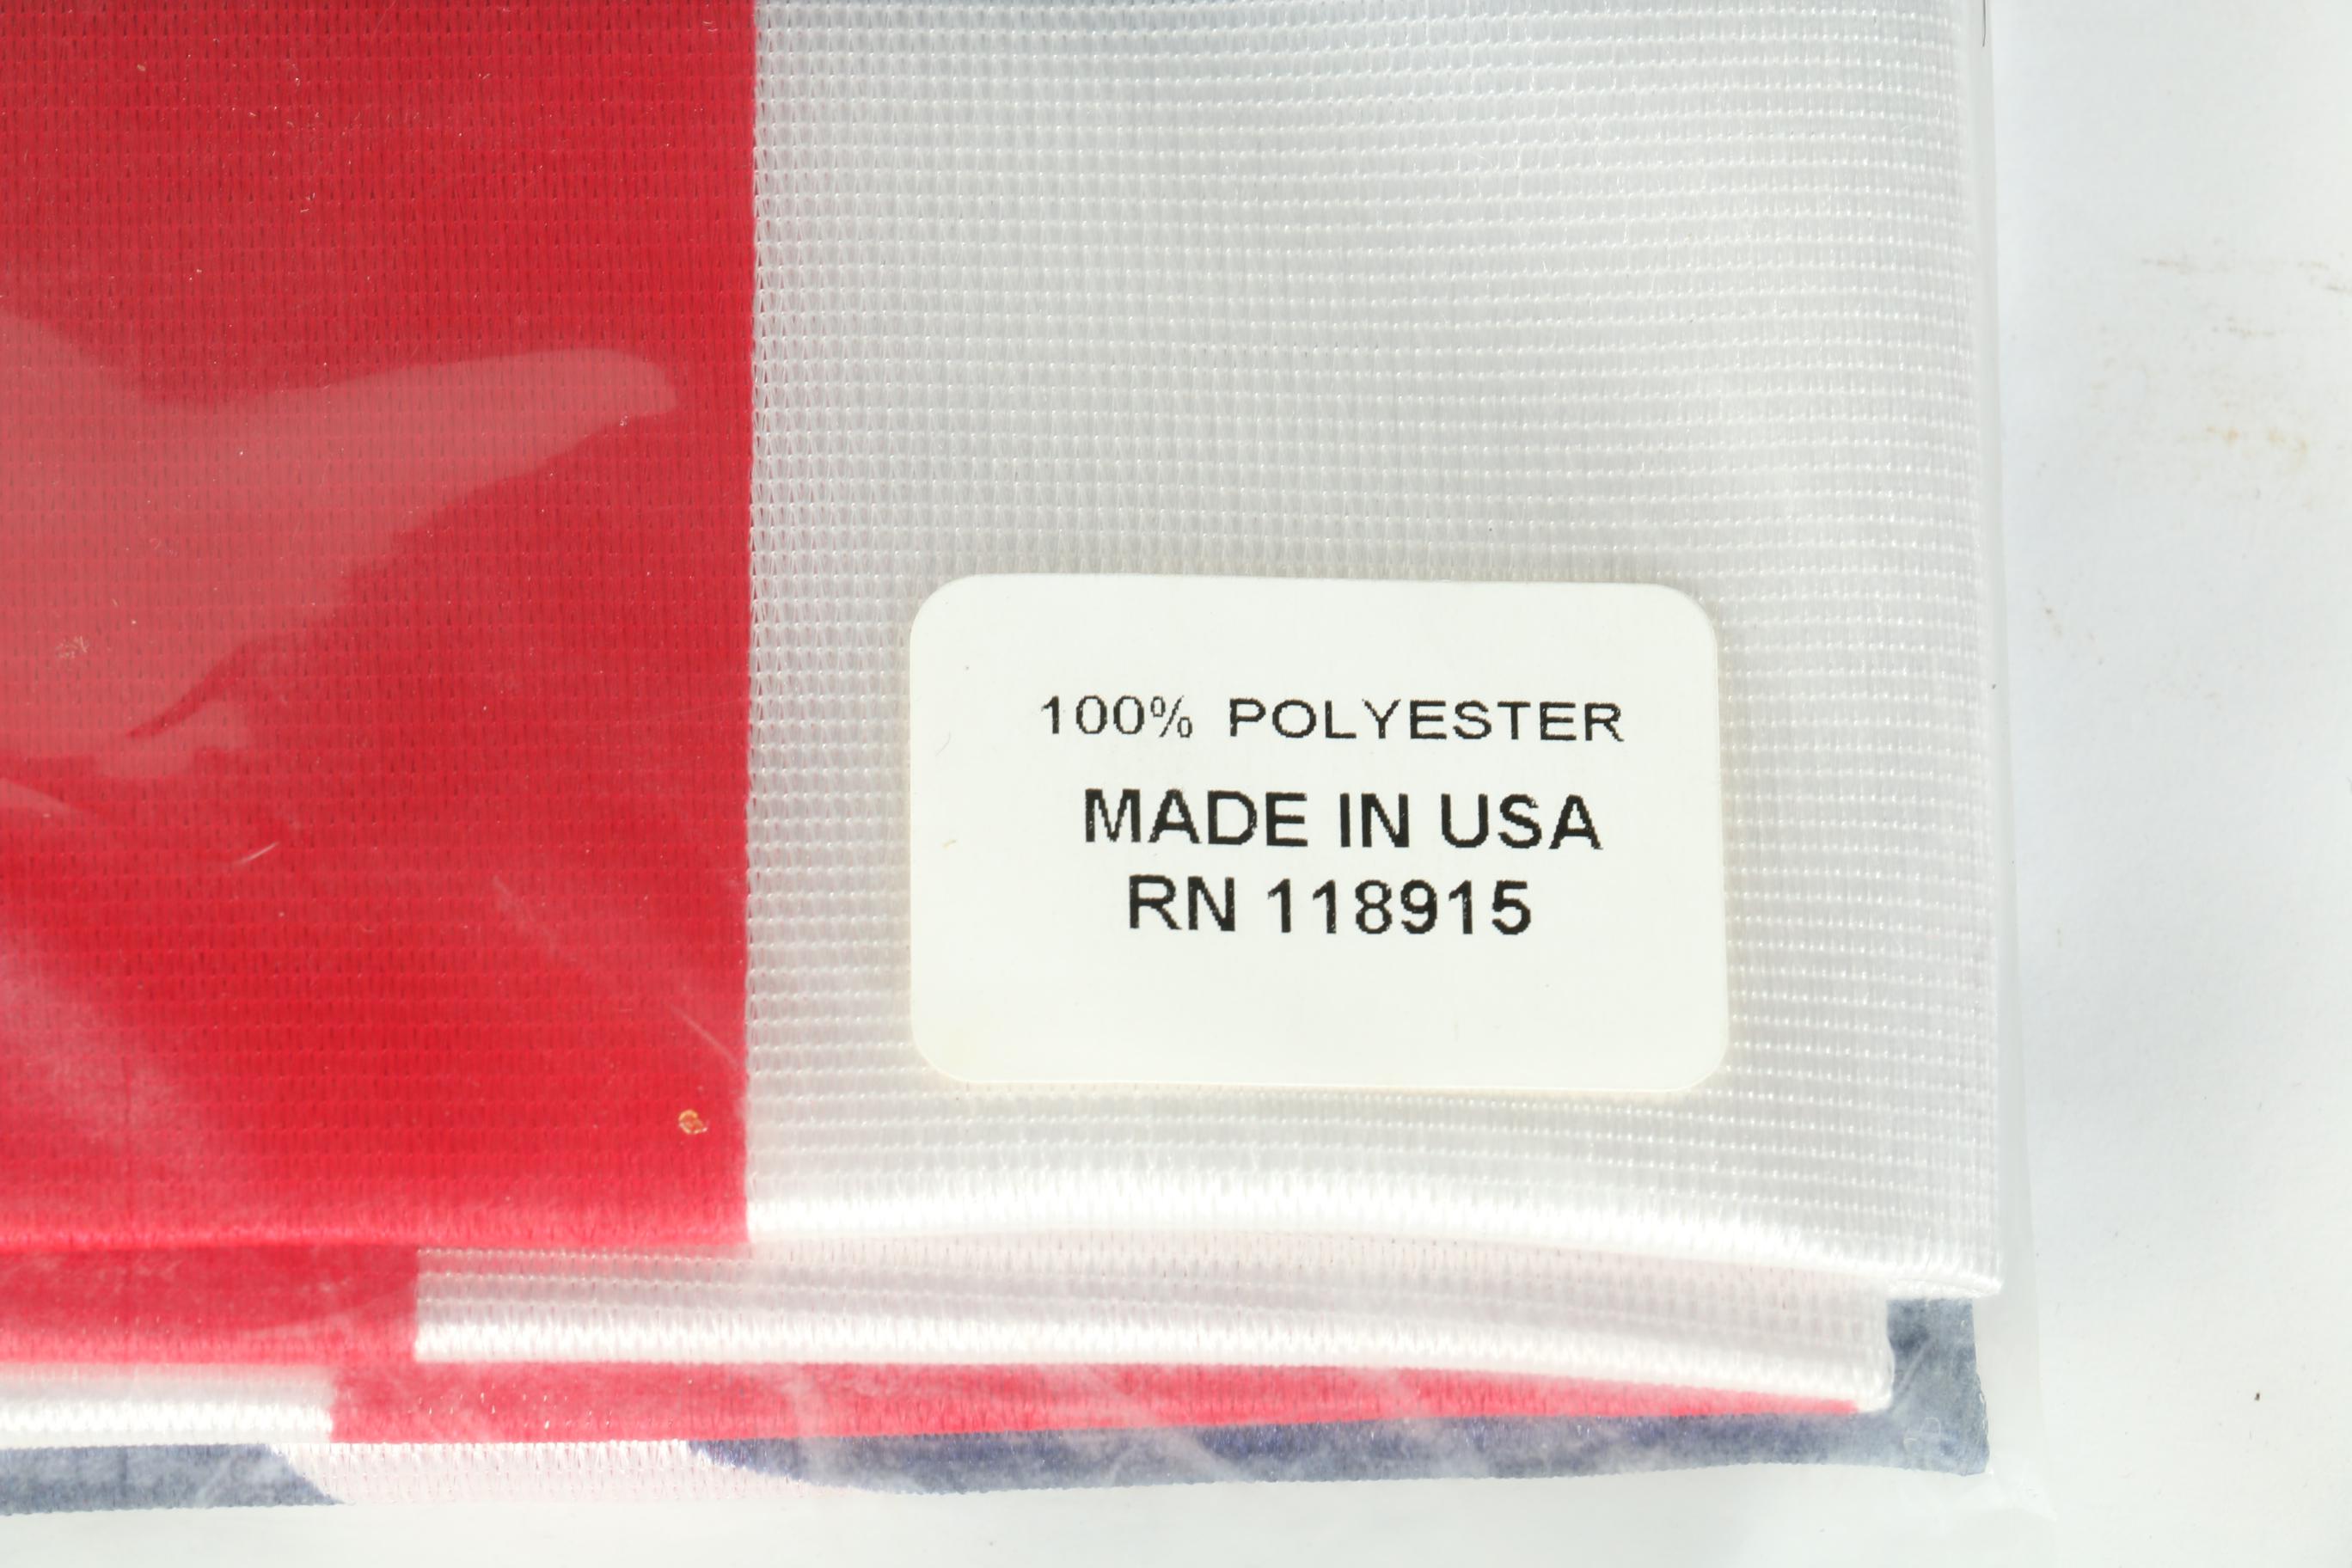 100% POLYESTER
MADE IN USA
RN 118915